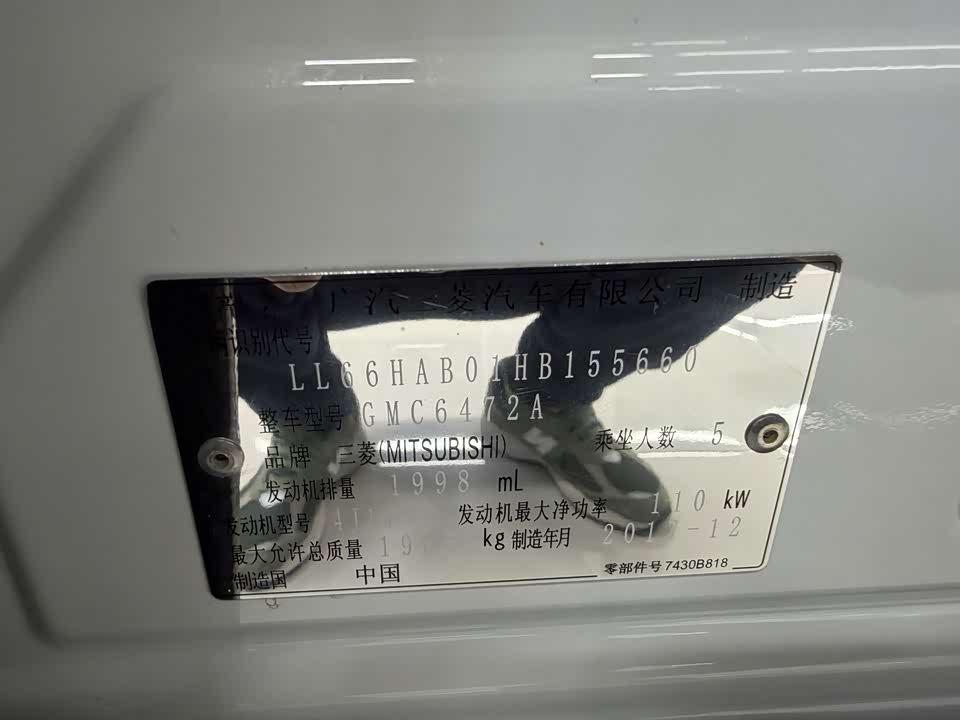 广汽三菱汽车有限公司 制造
识别代号
LL66HAB01HB155660
整车型号 GMC6472A
品牌 三菱(MITSUBISHI) 乘坐人数 5
发动机排量 1998 mL
发动机型号 发动机最大净功率 110 kW
最大允许总质量 kg 制造年月 2017-12
制造国 中国 零部件号 7430B818